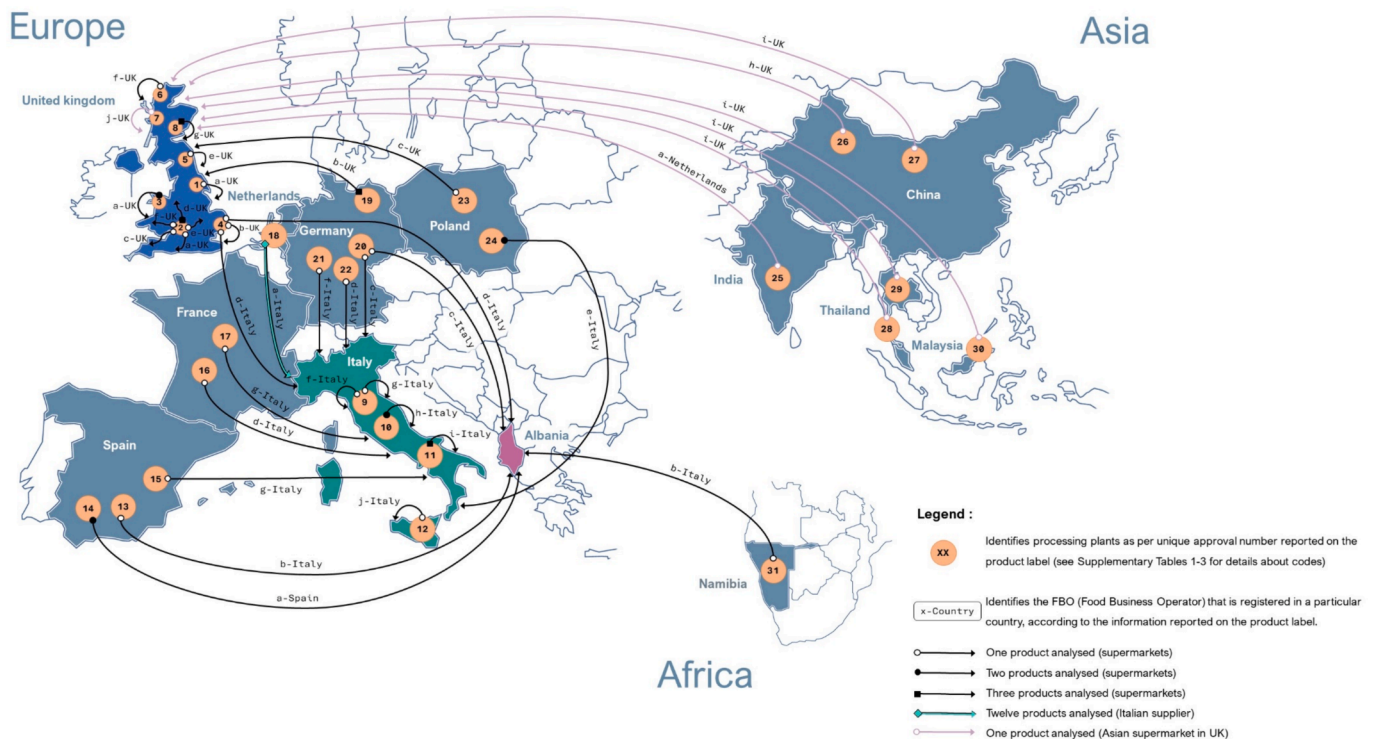 Europe
Asia
i-UK
h-UK
f-UK
6
United kingdom
j-UK
7
8
g-UK
i-UK
i-UK
i-UK
a-Netherlands
c-UK
26
27
China
5
e-UK
b-UK
1
a-UK
Netherlands
19
23
3
a-UK
d-UK
f-UK
2
4
b-UK
e-UK
c-UK
a-UK
18
Germany
Poland
20
24
21
22
India
25
29
Thailand
28
Malaysia
30
a-Italy
f-Italy
d-Italy
c-Ital
d-Italy
c-Italy
d-Italy
e-Italy
France
17
16
Italy
f-Italy
g-Italy
9
h-Italy
10
i-Italy
11
g-Italy
d-Italy
Albania
Spain
15
g-Italy
14
13
j-Italy
12
b-Italy
b-Italy
a-Spain
31
Namibia
Africa
Legend :
XX
Identifies processing plants as per unique approval number reported on the
product label (see Supplementary Tables 1-3 for details about codes)
x-Country
Identifies the FBO (Food Business Operator) that is registered in a particular
country, according to the information reported on the product label.
One product analysed (supermarkets)
Two products analysed (supermarkets)
Three products analysed (supermarkets)
Twelve products analysed (Italian supplier)
One product analysed (Asian supermarket in UK)